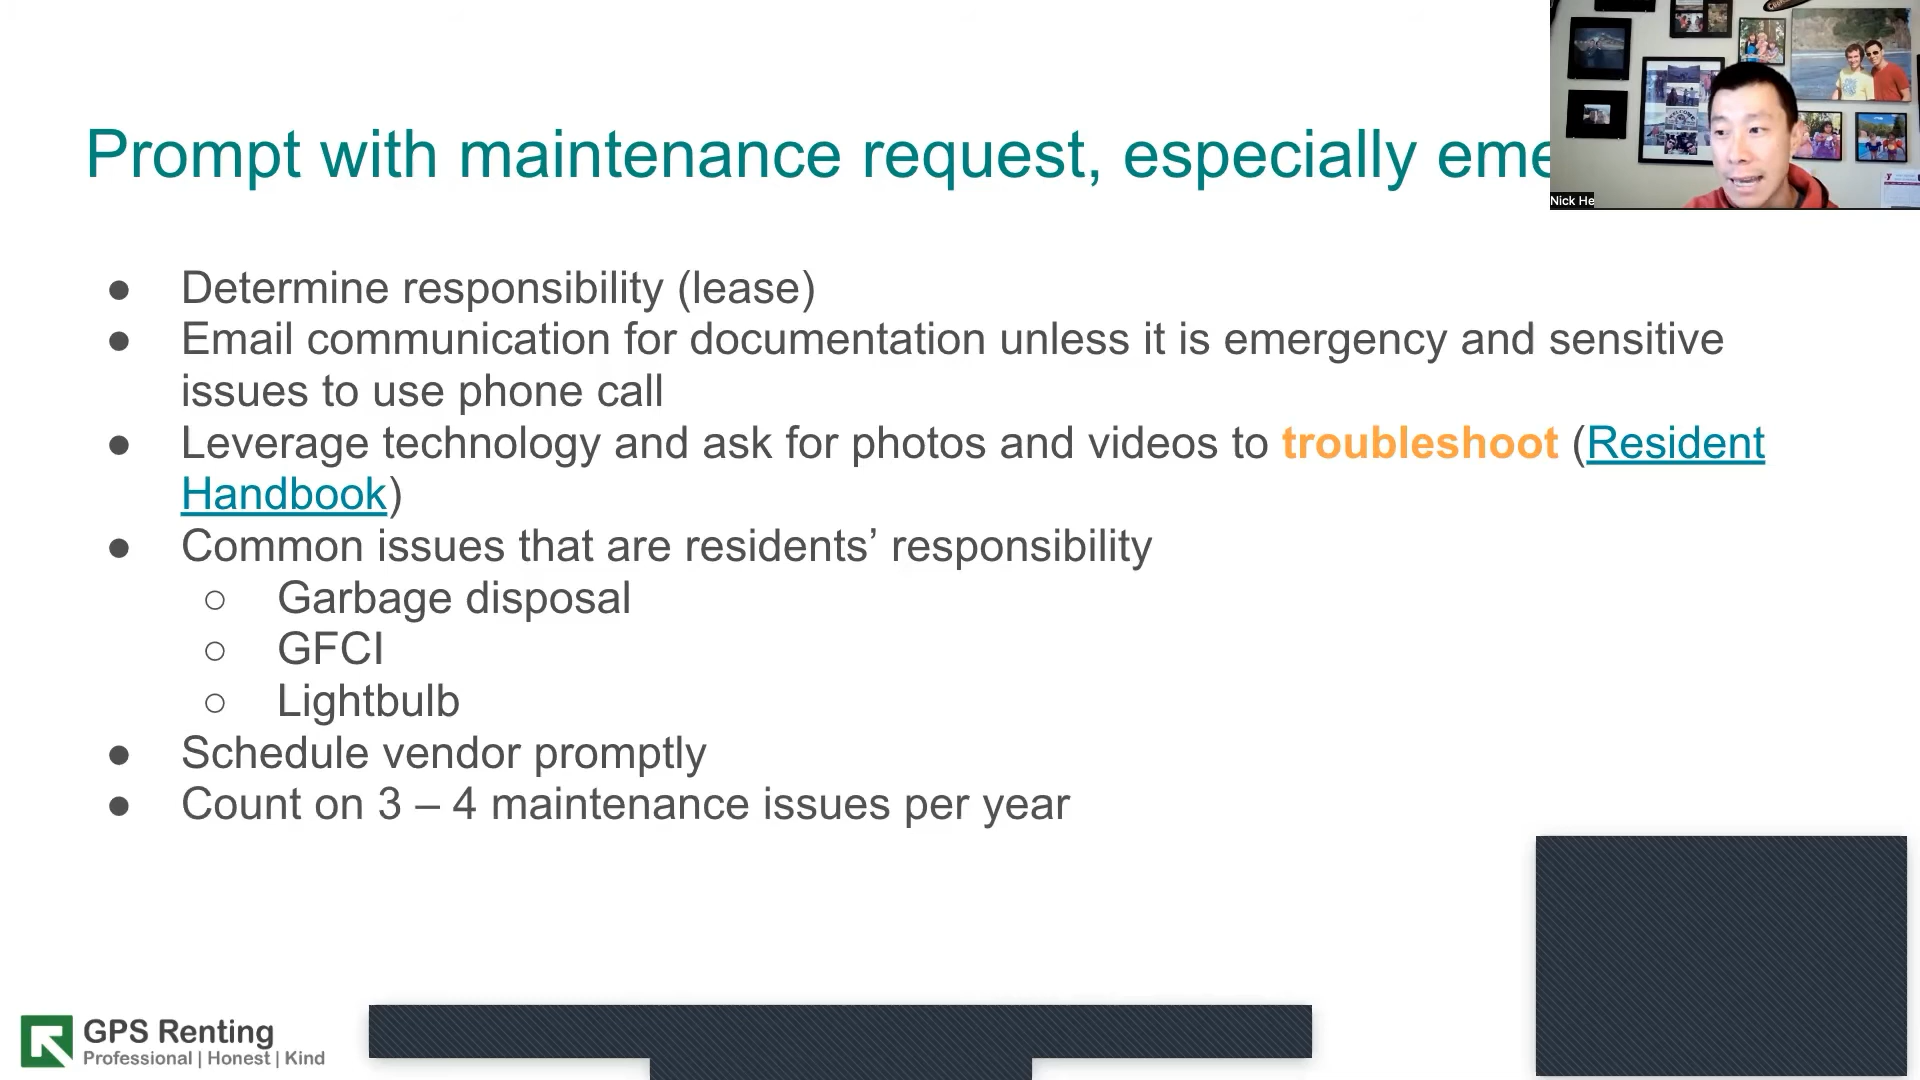 Prompt with maintenance request, especially eme
Nick He
● Determine responsibility (lease)
● Email communication for documentation unless it is emergency and sensitive
issues to use phone call
● Leverage technology and ask for photos and videos to troubleshoot (Resident
Handbook)
● Common issues that are residents’ responsibility
○ Garbage disposal
○ GFCI
○ Lightbulb
● Schedule vendor promptly
● Count on 3 – 4 maintenance issues per year
GPS Renting
Professional | Honest | Kind